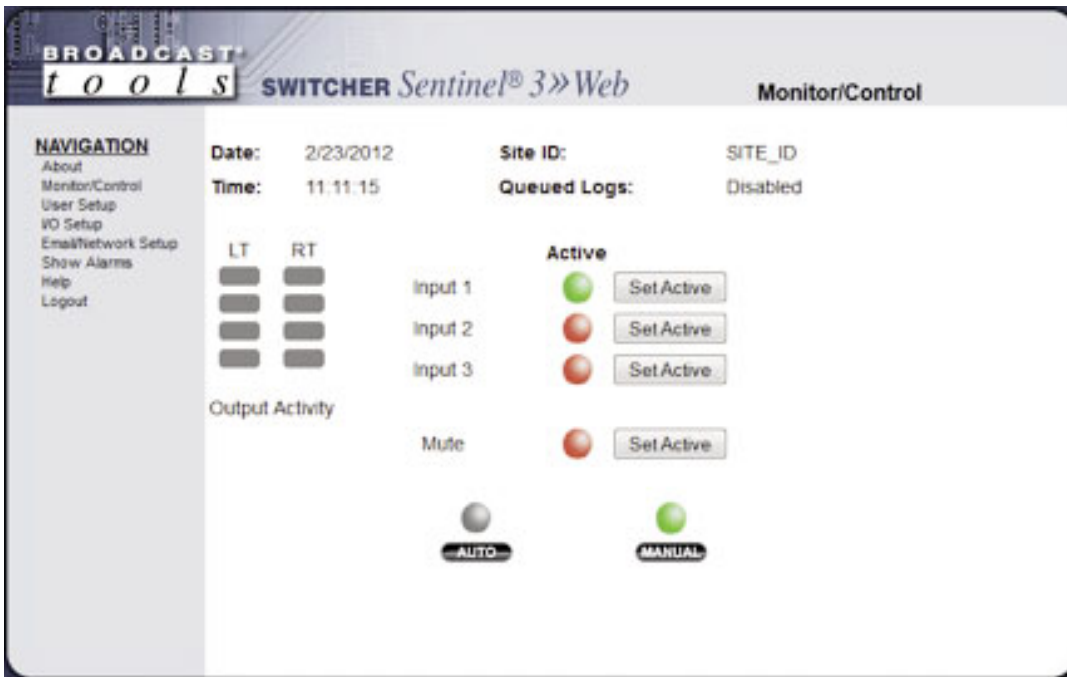 BROADCAST®
tools
SWITCHER Sentinel® 3»Web
Monitor/Control
NAVIGATION
About
Monitor/Control
User Setup
I/O Setup
Email/Network Setup
Show Alarms
Help
Logout
Date: 2/23/2012 Site ID: SITE_ID
Time: 11:11:15 Queued Logs: Disabled
LT RT
Active
Input 1 Set Active
Input 2 Set Active
Input 3 Set Active
Output Activity
Mute Set Active
AUTO MANUAL